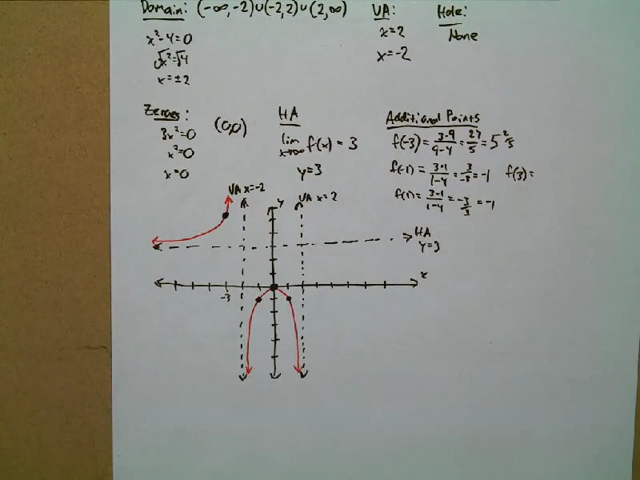 Domain: (-∞,-2)∪(-2,2)∪(2,∞)
x²-4=0
√x²=√4
x=±2
VA:
x=2
x=-2
Hole:
None
Zeroes:
3x²=0
x²=0
x=0
(0,0)
HA
lim x→∞ f(x) = 3
y=3
Additional Points
f(-3) = 3·9/9-4 = 27/5 = 5 2/5
f(-1) = 3·1/1-4 = 3/-3 = -1 f(3)=
f(1) = 3·1/1-4 = -3/3 = -1
VA x=-2
y
VA x=2
HA
y=3
x
-3